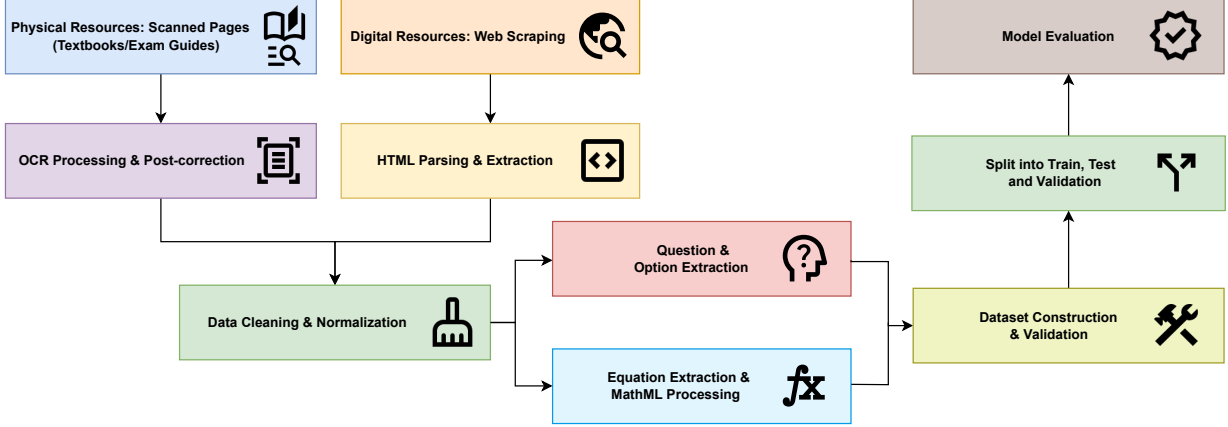 Physical Resources: Scanned Pages
(Textbooks/Exam Guides)
Digital Resources: Web Scraping
Model Evaluation
OCR Processing & Post-correction
HTML Parsing & Extraction
Split into Train, Test
and Validation
Question &
Option Extraction
Data Cleaning & Normalization
Dataset Construction
& Validation
Equation Extraction &
MathML Processing
fx